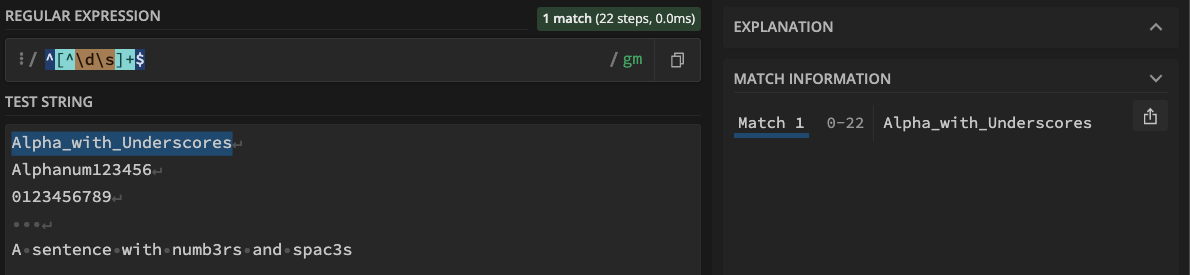 REGULAR EXPRESSION
1 match (22 steps, 0.0ms)
/ ^[^\d\s]+$ / gm
TEST STRING
Alpha_with_Underscores↵
Alphanum123456↵
0123456789↵
•••↵
A•sentence•with•numb3rs•and•spac3s
EXPLANATION
MATCH INFORMATION
Match 1 0-22 Alpha_with_Underscores